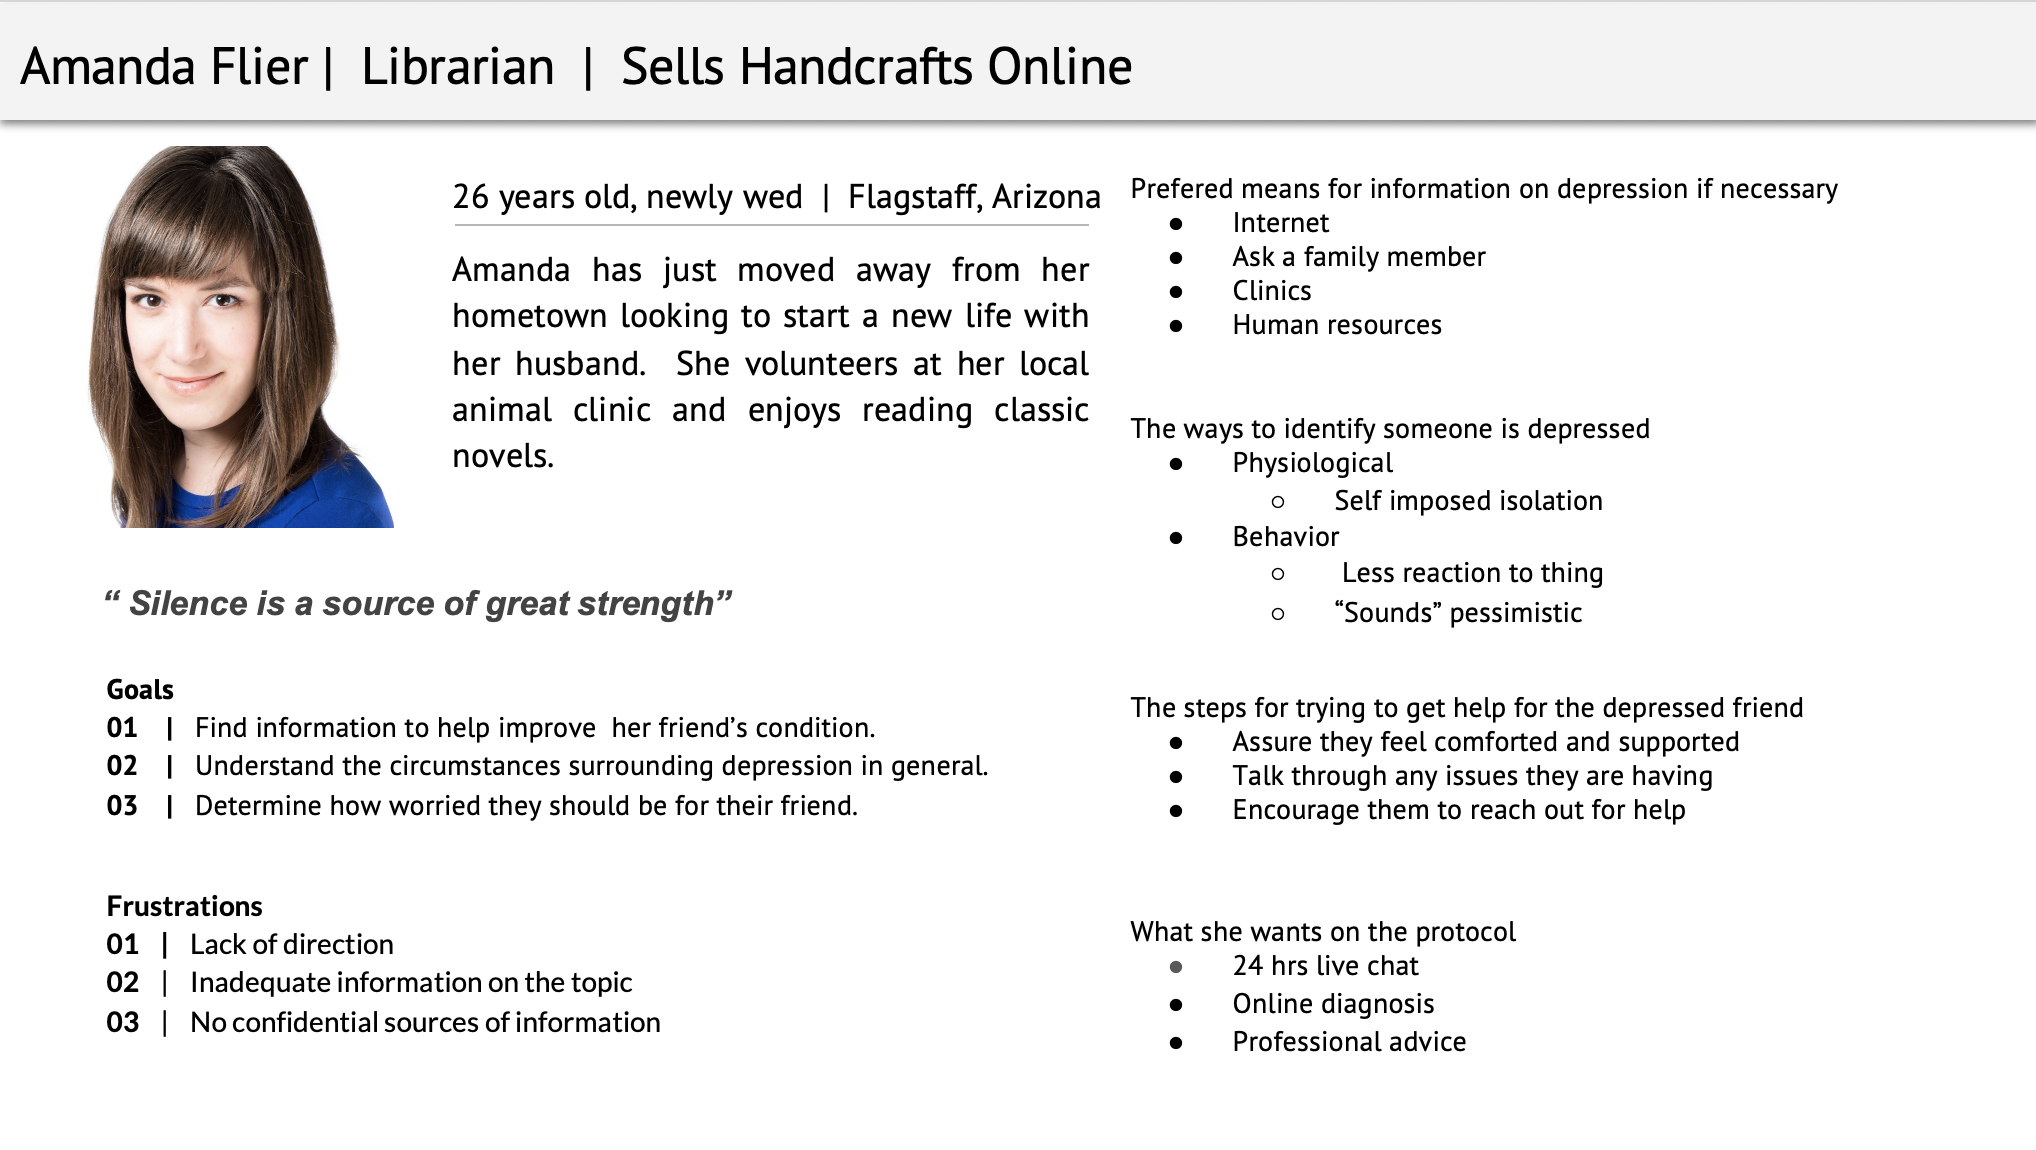 Amanda Flier | Librarian | Sells Handcrafts Online
26 years old, newly wed | Flagstaff, Arizona
Amanda has just moved away from her
hometown looking to start a new life with
her husband. She volunteers at her local
animal clinic and enjoys reading classic
novels.
“ Silence is a source of great strength”
Goals
01 | Find information to help improve her friend’s condition.
02 | Understand the circumstances surrounding depression in general.
03 | Determine how worried they should be for their friend.
Frustrations
01 | Lack of direction
02 | Inadequate information on the topic
03 | No confidential sources of information
Prefered means for information on depression if necessary
● Internet
● Ask a family member
● Clinics
● Human resources
The ways to identify someone is depressed
● Physiological
○ Self imposed isolation
● Behavior
○ Less reaction to thing
○ “Sounds” pessimistic
The steps for trying to get help for the depressed friend
● Assure they feel comforted and supported
● Talk through any issues they are having
● Encourage them to reach out for help
What she wants on the protocol
● 24 hrs live chat
● Online diagnosis
● Professional advice